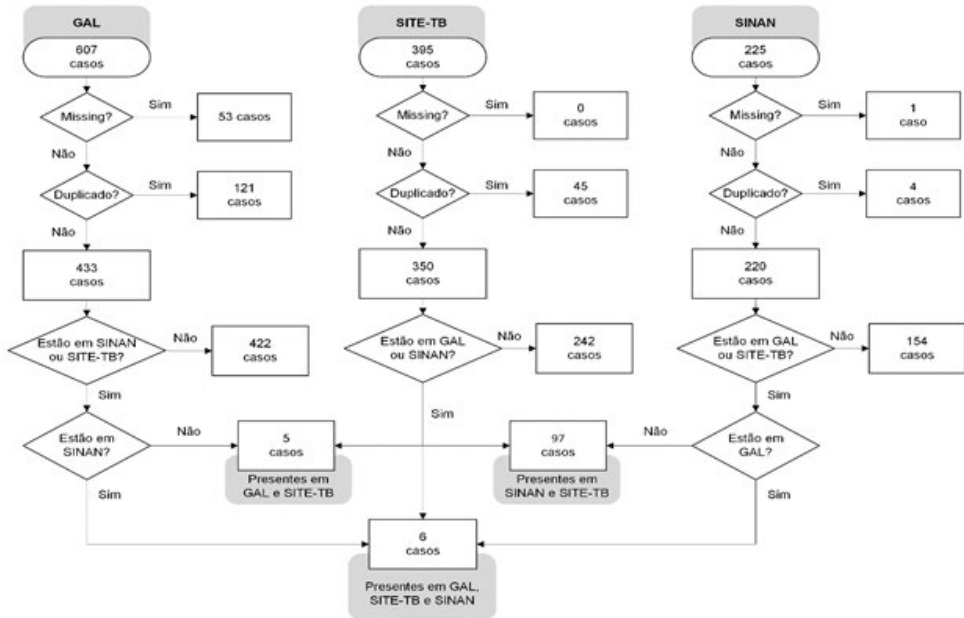 GAL
607
casos
Missing?
Sim
53 casos
Não
Duplicado?
Sim
121
casos
Não
433
casos
Estão em SINAN
ou SITE-TB?
Não
422
casos
Sim
Estão em
SINAN?
Não
5
casos
Presentes em
GAL e SITE-TB
Sim
SITE-TB
395
casos
Missing?
Sim
0
casos
Não
Duplicado?
Sim
45
casos
Não
350
casos
Estão em GAL
ou SINAN?
Não
242
casos
Sim
SINAN
225
casos
Missing?
Sim
1
caso
Não
Duplicado?
Sim
4
casos
Não
220
casos
Estão em GAL
ou SITE-TB?
Não
154
casos
Sim
Estão em
GAL?
Não
97
casos
Presentes em
SINAN e SITE-TB
Sim
6
casos
Presentes em GAL,
SITE-TB e SINAN